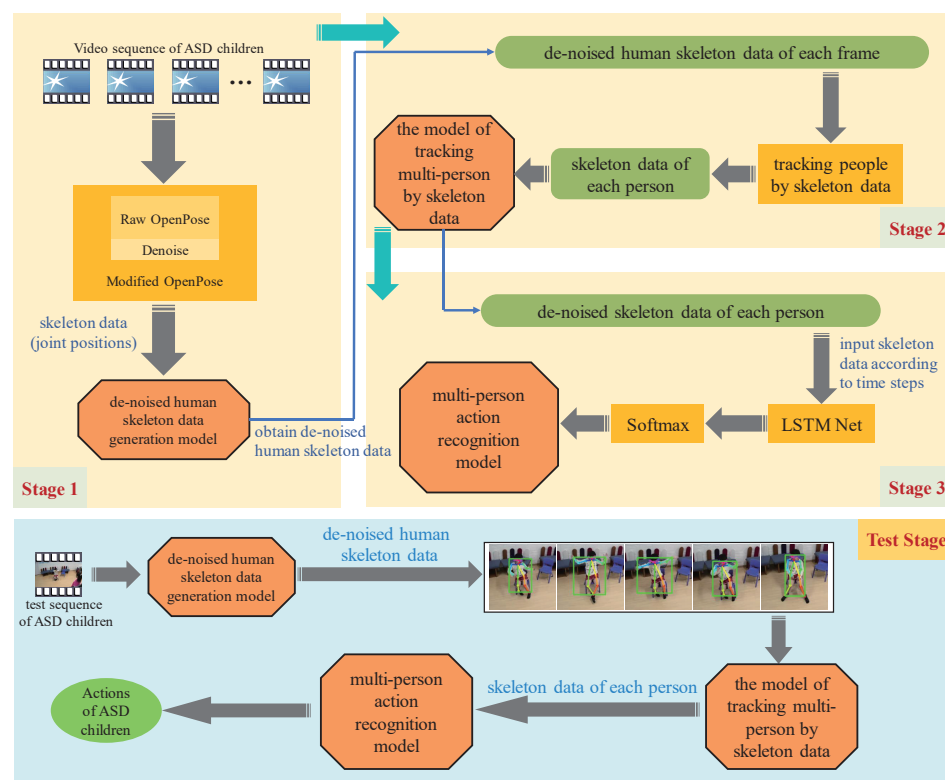 Video sequence of ASD children
...
Raw OpenPose
Denoise
Modified OpenPose
skeleton data
(joint positions)
de-noised human
skeleton data
generation model
obtain de-noised
human skeleton data
Stage 1
de-noised human skeleton data of each frame
tracking people
by skeleton data
skeleton data of
each person
the model of
tracking
multi-person
by skeleton
data
Stage 2
de-noised skeleton data of each person
input skeleton
data according
to time steps
LSTM Net
Softmax
multi-person
action
recognition
model
Stage 3
Test Stage
test sequence
of ASD children
de-noised human
skeleton data
generation model
de-noised human
skeleton data
the model of
tracking multi-
person by
skeleton data
skeleton data of each person
multi-person
action
recognition
model
Actions
of ASD
children